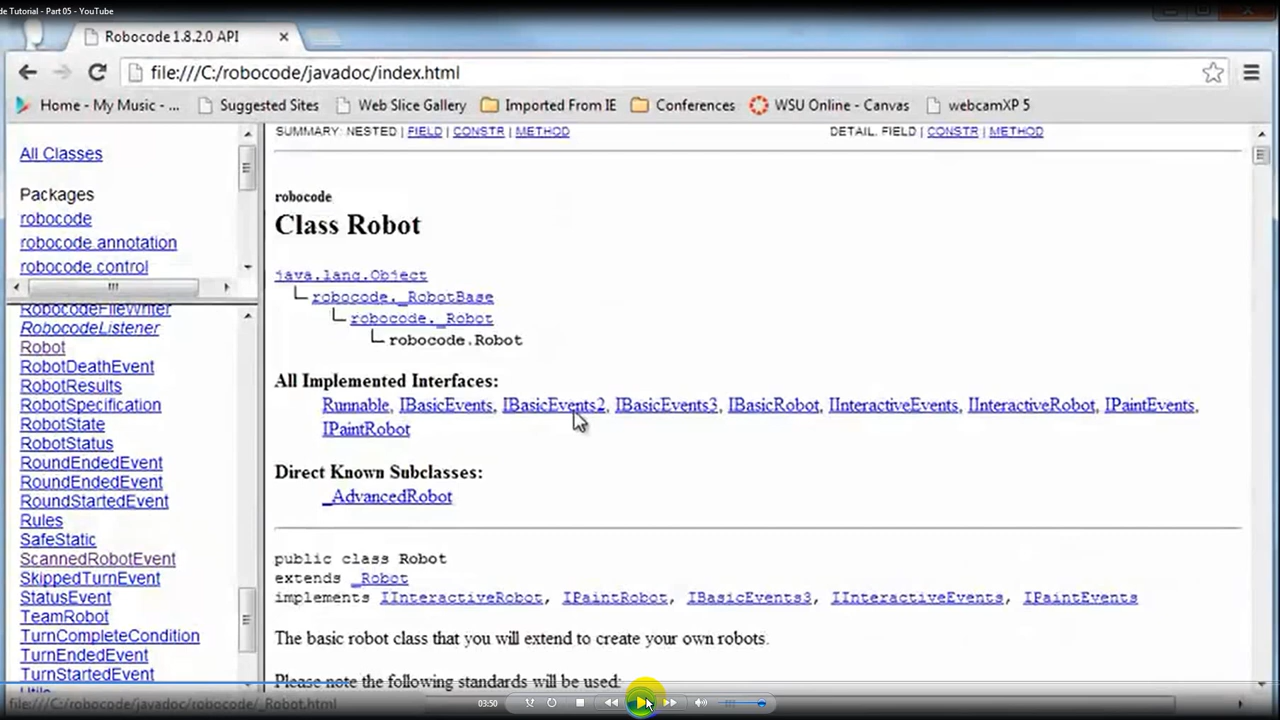 de Tutorial - Part 05 - YouTube
Robocode 1.8.2.0 API
file:///C:/robocode/javadoc/index.html
Home - My Music - ...
Suggested Sites
Web Slice Gallery
Imported From IE
Conferences
WSU Online - Canvas
webcamXP 5
All Classes
Packages
robocode
robocode.annotation
robocode.control
RobocodeFileWriter
RobocodeListener
Robot
RobotDeathEvent
RobotResults
RobotSpecification
RobotState
RobotStatus
RoundEndedEvent
RoundEndedEvent
RoundStartedEvent
Rules
SafeStatic
ScannedRobotEvent
SkippedTurnEvent
StatusEvent
TeamRobot
TurnCompleteCondition
TurnEndedEvent
TurnStartedEvent
Utils
SUMMARY: NESTED | FIELD | CONSTR | METHOD
DETAIL: FIELD | CONSTR | METHOD
robocode
Class Robot
java.lang.Object
robocode._RobotBase
robocode._Robot
robocode.Robot
All Implemented Interfaces:
Runnable, IBasicEvents, IBasicEvents2, IBasicEvents3, IBasicRobot, IInteractiveEvents, IInteractiveRobot, IPaintEvents,
IPaintRobot
Direct Known Subclasses:
_AdvancedRobot
public class Robot
extends _Robot
implements IInteractiveRobot, IPaintRobot, IBasicEvents3, IInteractiveEvents, IPaintEvents
The basic robot class that you will extend to create your own robots.
Please note the following standards will be used:
file:///C:/robocode/javadoc/robocode/_Robot.html
03:50